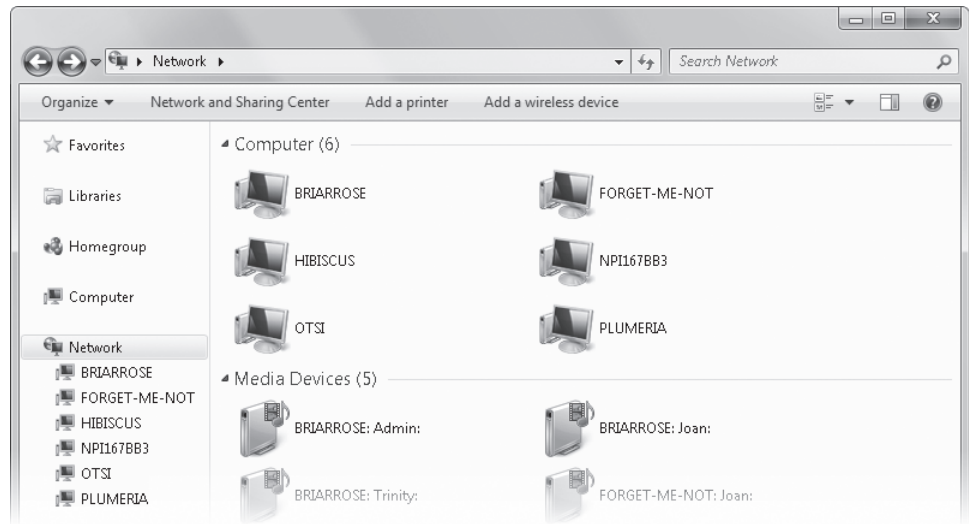 Network
Search Network
Organize Network and Sharing Center Add a printer Add a wireless device
Favorites
Libraries
Homegroup
Computer
Network
BRIARROSE
FORGET-ME-NOT
HIBISCUS
NPI167BB3
OTSI
PLUMERIA
Computer (6)
BRIARROSE FORGET-ME-NOT
HIBISCUS NPI167BB3
OTSI PLUMERIA
Media Devices (5)
BRIARROSE: Admin: BRIARROSE: Joan:
BRIARROSE: Trinity: FORGET-ME-NOT: Joan: